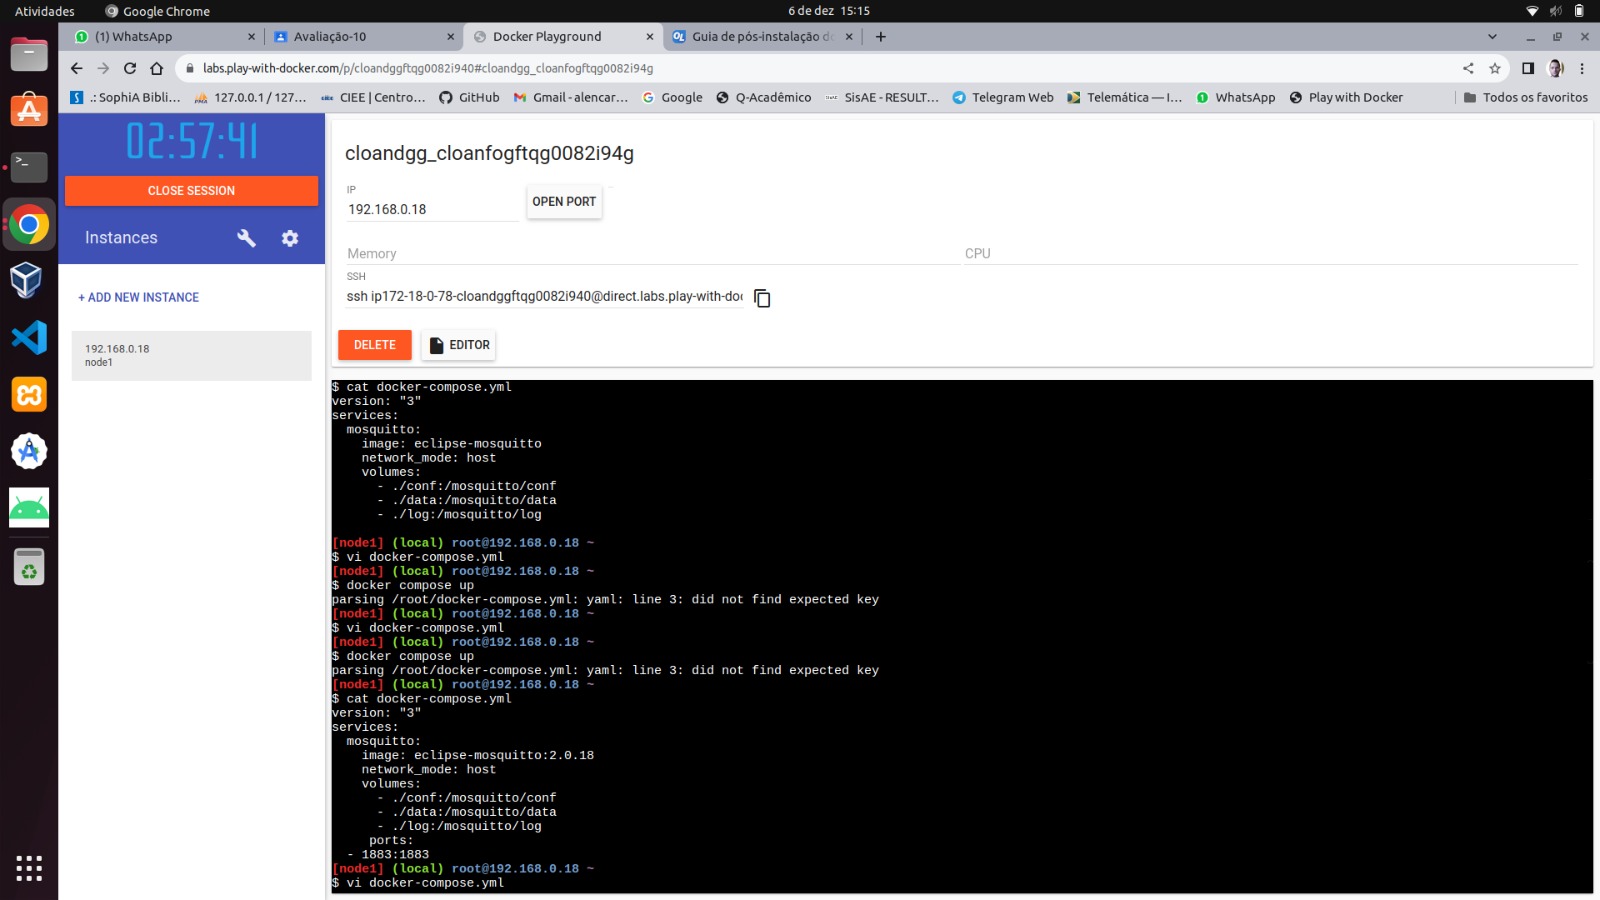 Atividades
Google Chrome
6 de dez 15:15
(1) WhatsApp
Avaliação-10
Docker Playground
Guia de pós-instalação do
labs.play-with-docker.com/p/cloandggftqg0082i940#cloandgg_cloanfogftqg0082i94g
.: SophiA Bibli...
127.0.0.1 / 127...
CIEE | Centro...
GitHub
Gmail - alencar...
Google
Q-Acadêmico
SisAE - RESULT...
Telegram Web
Telemática — I...
WhatsApp
Play with Docker
Todos os favoritos
02:57:41
CLOSE SESSION
Instances
+ ADD NEW INSTANCE
192.168.0.18
node1
cloandgg_cloanfogftqg0082i94g
IP
192.168.0.18
OPEN PORT
Memory
CPU
SSH
ssh ip172-18-0-78-cloandggftqg0082i940@direct.labs.play-with-doc
DELETE
EDITOR
$ cat docker-compose.yml
version: "3"
services:
  mosquitto:
    image: eclipse-mosquitto
    network_mode: host
    volumes:
      - ./conf:/mosquitto/conf
      - ./data:/mosquitto/data
      - ./log:/mosquitto/log
[node1] (local) root@192.168.0.18 ~
$ vi docker-compose.yml
[node1] (local) root@192.168.0.18 ~
$ docker compose up
parsing /root/docker-compose.yml: yaml: line 3: did not find expected key
[node1] (local) root@192.168.0.18 ~
$ vi docker-compose.yml
[node1] (local) root@192.168.0.18 ~
$ docker compose up
parsing /root/docker-compose.yml: yaml: line 3: did not find expected key
[node1] (local) root@192.168.0.18 ~
$ cat docker-compose.yml
version: "3"
services:
  mosquitto:
    image: eclipse-mosquitto:2.0.18
    network_mode: host
    volumes:
      - ./conf:/mosquitto/conf
      - ./data:/mosquitto/data
      - ./log:/mosquitto/log
     ports:
  - 1883:1883
[node1] (local) root@192.168.0.18 ~
$ vi docker-compose.yml